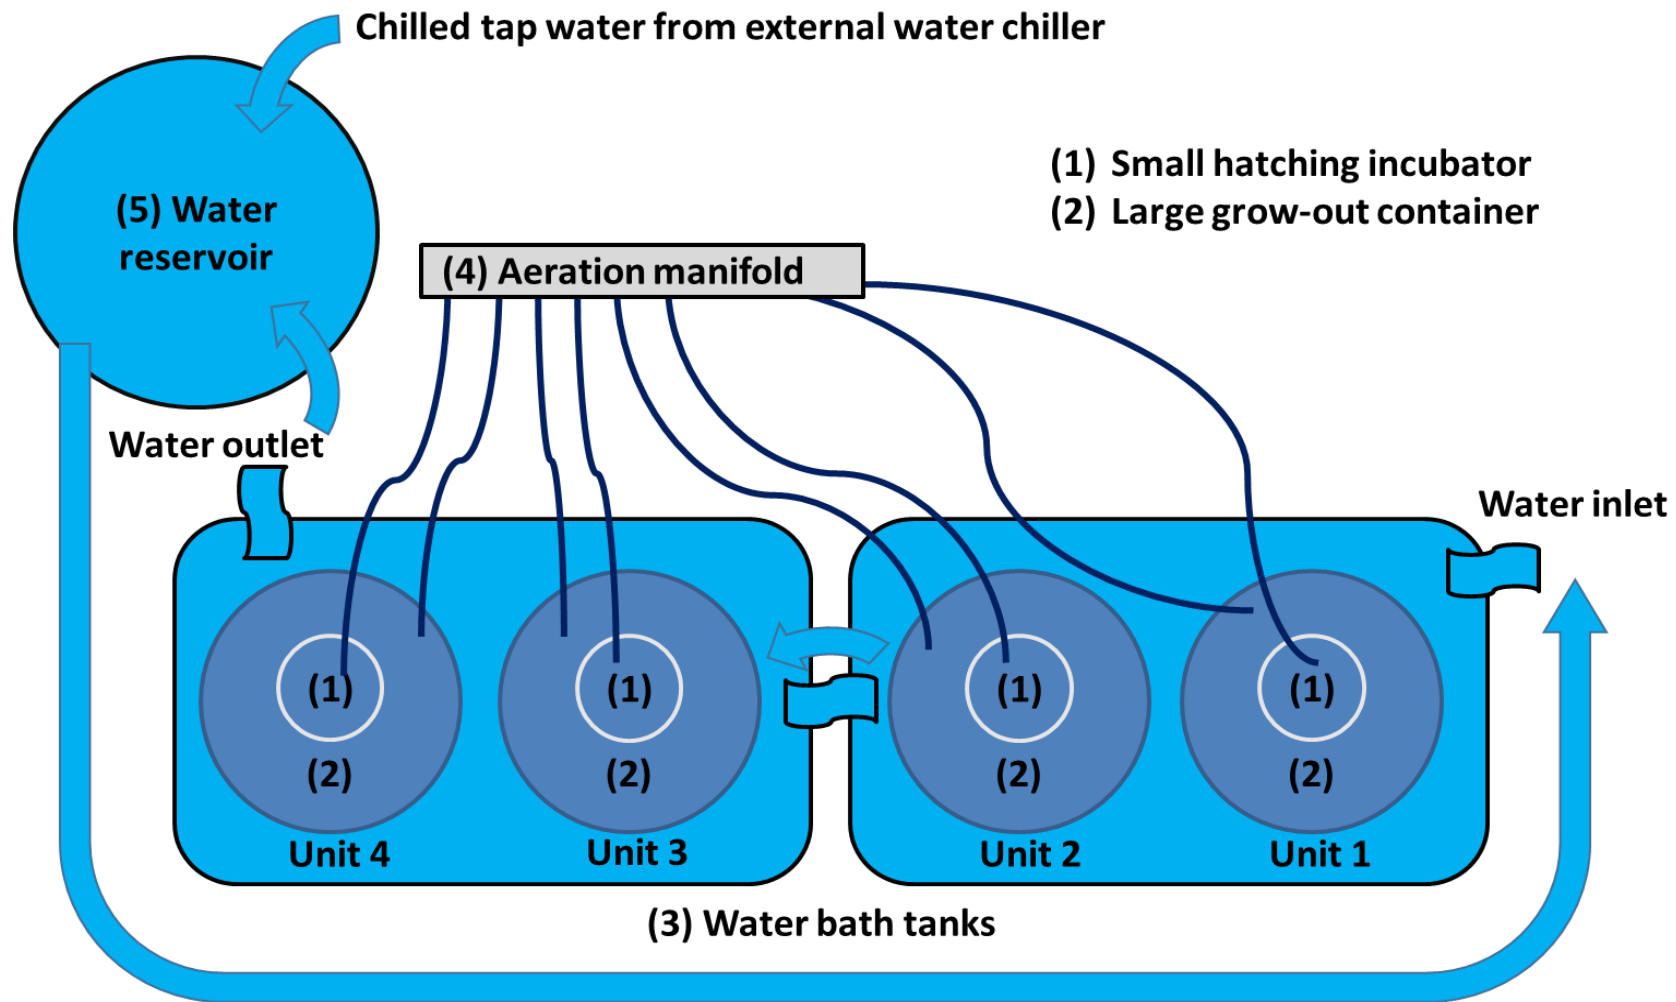 Chilled tap water from external water chiller
(1) Small hatching incubator
(2) Large grow-out container
(5) Water
reservoir
(4) Aeration manifold
Water outlet
Water inlet
(1)
(1)
(1)
(1)
(2)
(2)
(2)
(2)
Unit 4
Unit 3
Unit 2
Unit 1
(3) Water bath tanks